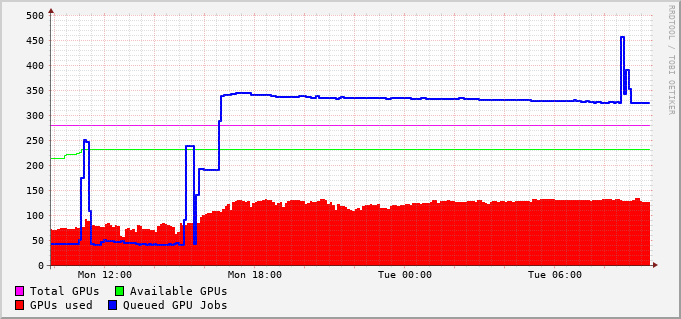 500
450
400
350
300
250
200
150
100
50
0
Mon 12:00 Mon 18:00 Tue 00:00 Tue 06:00
Total GPUs Available GPUs
GPUs used Queued GPU Jobs
RRDTOOL / TOBI OETIKER